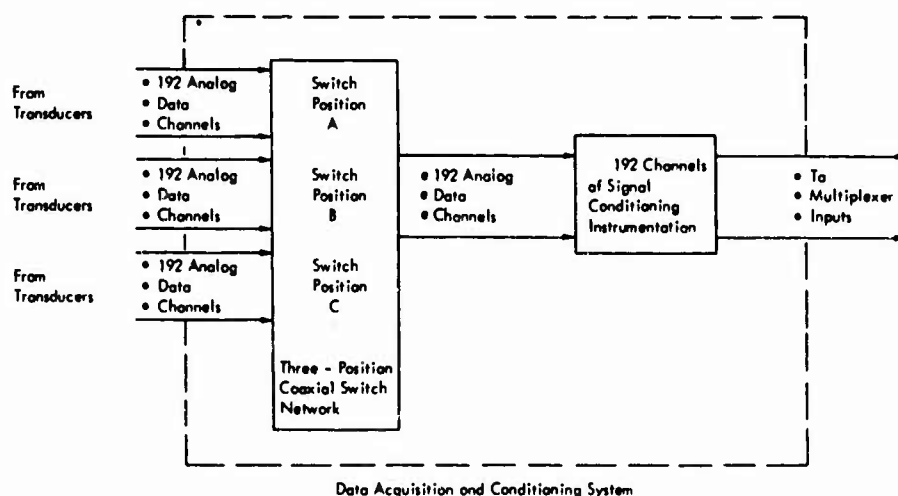 From
Transducers
• 192 Analog
• Data
• Channels
Switch
Position
A
From
Transducers
• 192 Analog
• Data
• Channels
Switch
Position
B
• 192 Analog
• Data
• Channels
192 Channels
of Signal
Conditioning
Instrumentation
• To
• Multiplexer
• Inputs
From
Transducers
• 192 Analog
• Data
• Channels
Switch
Position
C
Three - Position
Coaxial Switch
Network
Data Acquisition and Conditioning System